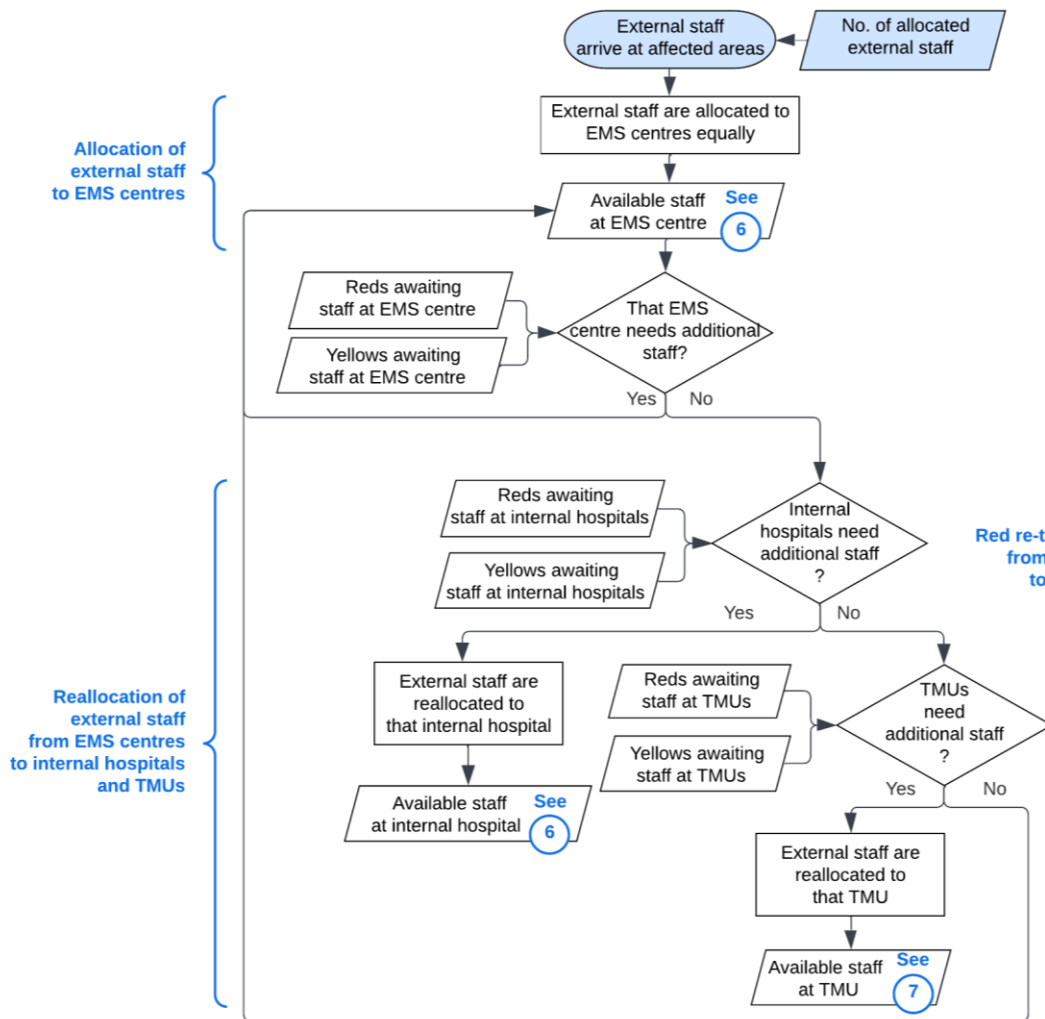 External staff
arrive at affected areas
No. of allocated
external staff
External staff are allocated to
EMS centres equally
Allocation of
external staff
to EMS centres
Available staff
at EMS centre
See
6
Reds awaiting
staff at EMS centre
Yellows awaiting
staff at EMS centre
That EMS
centre needs additional
staff?
Yes
No
Reds awaiting
staff at internal hospitals
Yellows awaiting
staff at internal hospitals
Internal
hospitals need
additional staff
?
Red re-t
from
to
Yes
No
Reallocation of
external staff
from EMS centres
to internal hospitals
and TMUs
External staff are
reallocated to
that internal hospital
Available staff
at internal hospital
See
6
Reds awaiting
staff at TMUs
Yellows awaiting
staff at TMUs
TMUs
need
additional staff
?
Yes
No
External staff are
reallocated to
that TMU
Available staff
at TMU
See
7